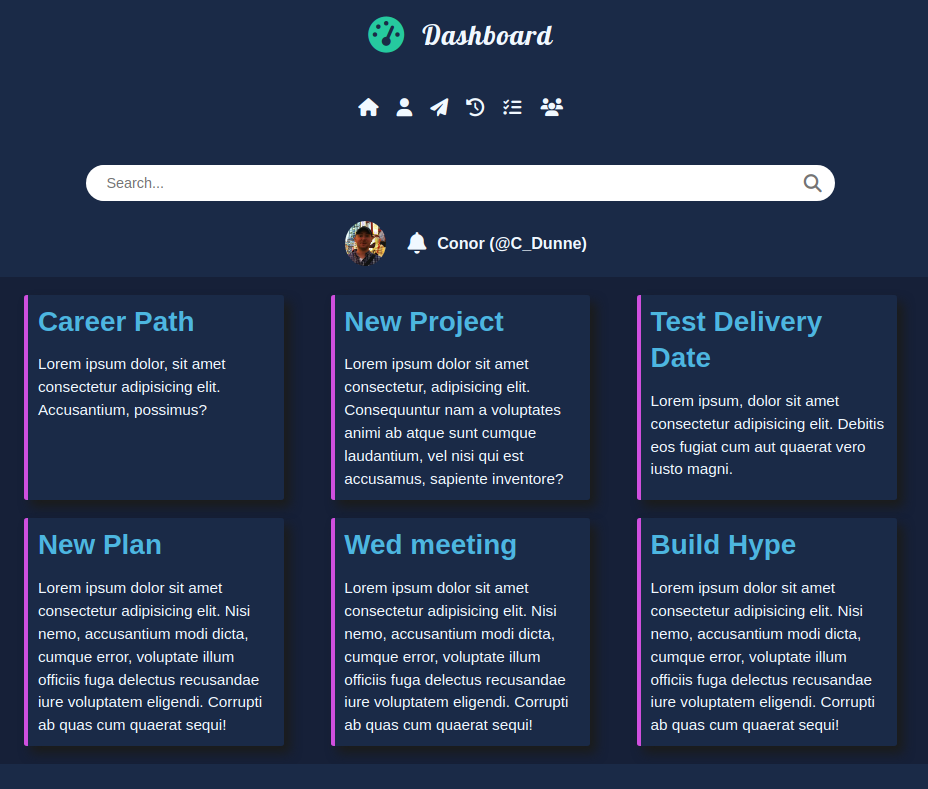 Dashboard
Search...
Conor (@C_Dunne)
Career Path
Lorem ipsum dolor, sit amet
consectetur adipisicing elit.
Accusantium, possimus?
New Project
Lorem ipsum dolor sit amet
consectetur, adipisicing elit.
Consequuntur nam a voluptates
animi ab atque sunt cumque
laudantium, vel nisi qui est
accusamus, sapiente inventore?
Test Delivery
Date
Lorem ipsum, dolor sit amet
consectetur adipisicing elit. Debitis
eos fugiat cum aut quaerat vero
iusto magni.
New Plan
Lorem ipsum dolor sit amet
consectetur adipisicing elit. Nisi
nemo, accusantium modi dicta,
cumque error, voluptate illum
officiis fuga delectus recusandae
iure voluptatem eligendi. Corrupti
ab quas cum quaerat sequi!
Wed meeting
Lorem ipsum dolor sit amet
consectetur adipisicing elit. Nisi
nemo, accusantium modi dicta,
cumque error, voluptate illum
officiis fuga delectus recusandae
iure voluptatem eligendi. Corrupti
ab quas cum quaerat sequi!
Build Hype
Lorem ipsum dolor sit amet
consectetur adipisicing elit. Nisi
nemo, accusantium modi dicta,
cumque error, voluptate illum
officiis fuga delectus recusandae
iure voluptatem eligendi. Corrupti
ab quas cum quaerat sequi!